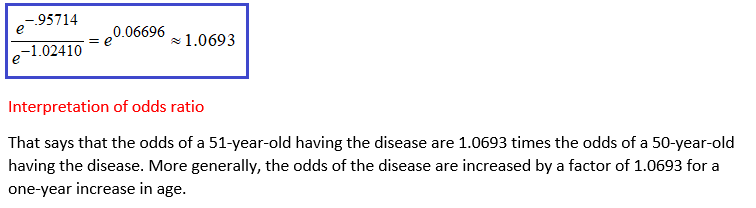 e^−.95714 / e^−1.02410 = e^0.06696 ≈ 1.0693
Interpretation of odds ratio
That says that the odds of a 51-year-old having the disease are 1.0693 times the odds of a 50-year-old
having the disease. More generally, the odds of the disease are increased by a factor of 1.0693 for a
one-year increase in age.